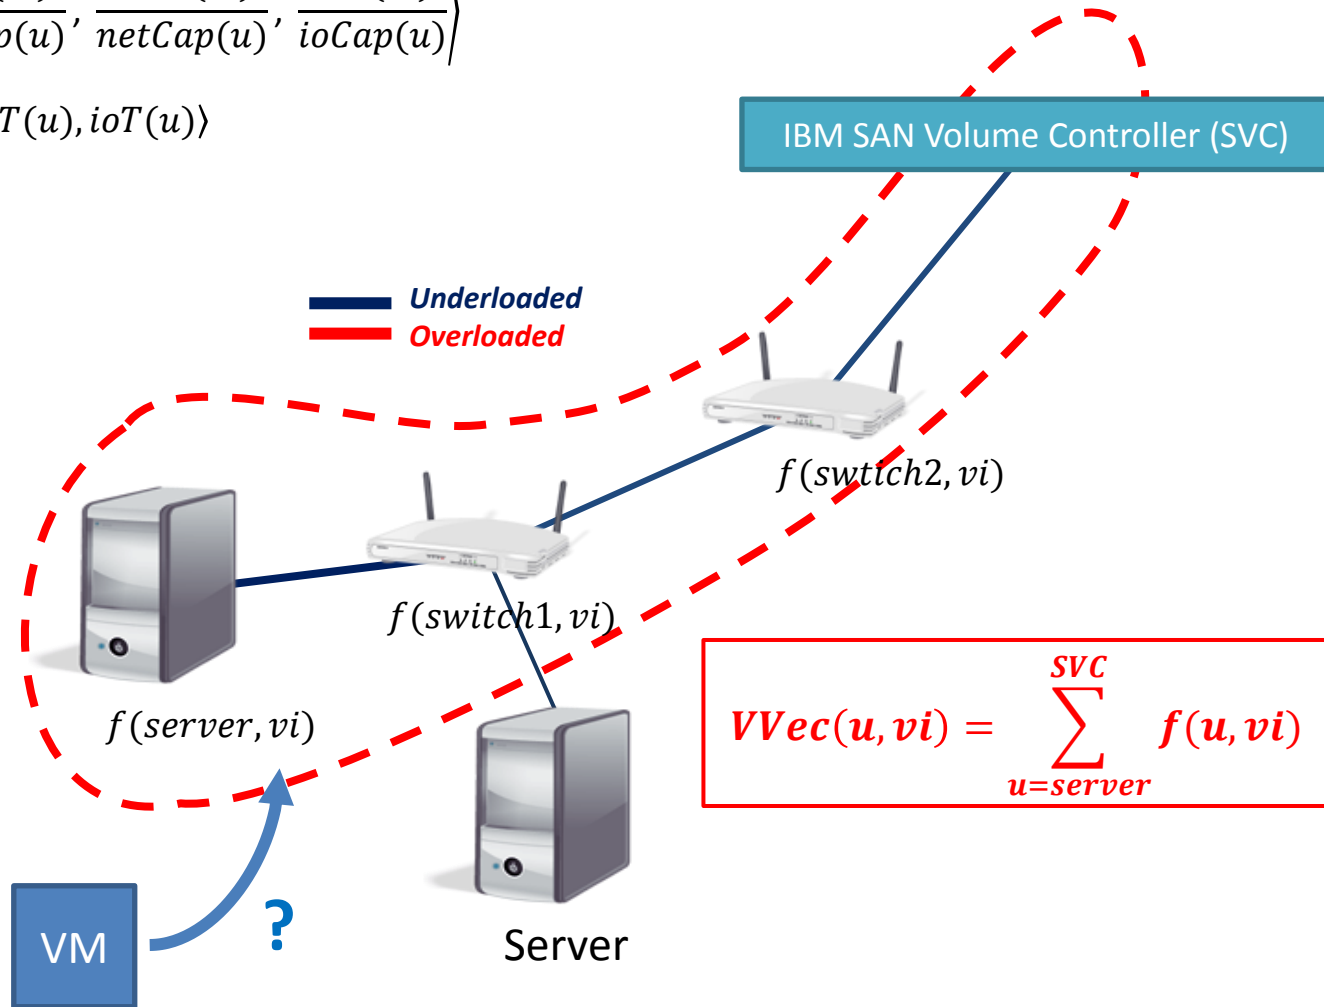 p(u), netCap(u), ioCap(u)⟩
T(u), ioT(u)⟩
IBM SAN Volume Controller (SVC)
Underloaded
Overloaded
f(swtich2, vi)
f(switch1, vi)
f(server, vi)
VVec(u, vi) = ∑_{u=server}^{SVC} f(u, vi)
VM
?
Server